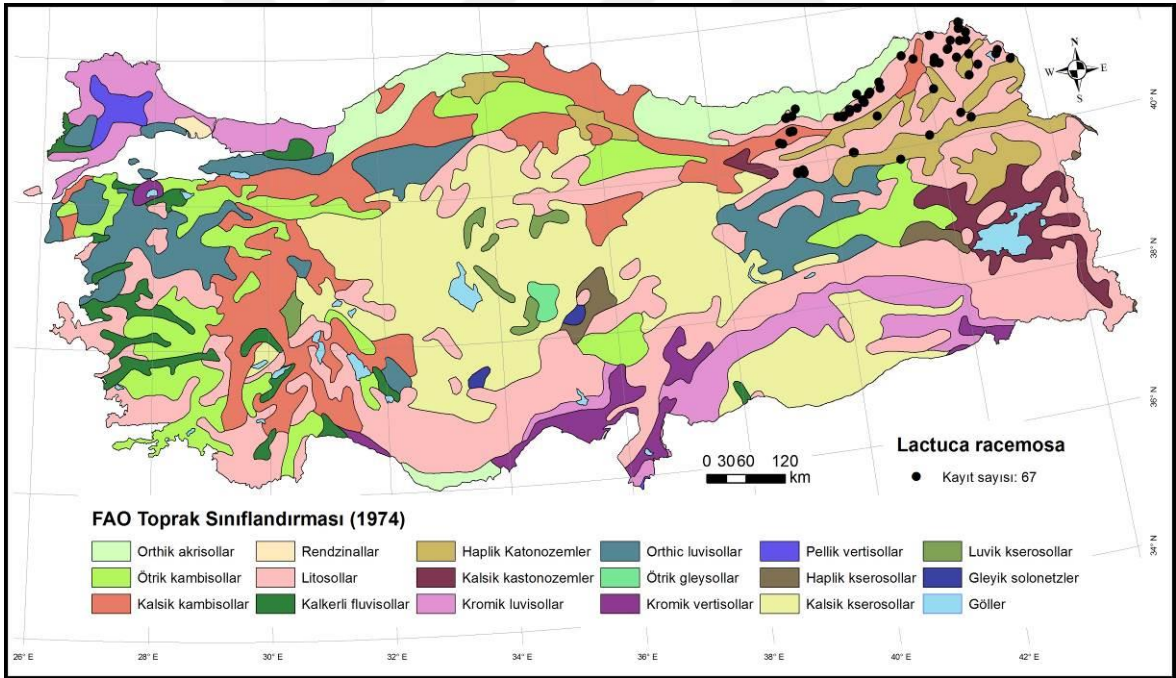 N
W E
S
40° N
38° N
36° N
34° N
Lactuca racemosa
Kayıt sayısı: 67
0 30 60 120
km
FAO Toprak Sınıflandırması (1974)
Orthik akrisollar
Rendzinallar
Haplik Katonozemler
Orthic luvisollar
Pellik vertisollar
Luvik kserosollar
Ötrik kambisollar
Litosollar
Kalsik kastonozemler
Ötrik gleysollar
Haplik kserosollar
Gleyik solonetzler
Kalsik kambisollar
Kalkerli fluvisollar
Kromik luvisollar
Kromik vertisollar
Kalsik kserosollar
Göller
26° E 28° E 30° E 32° E 34° E 36° E 38° E 40° E 42° E